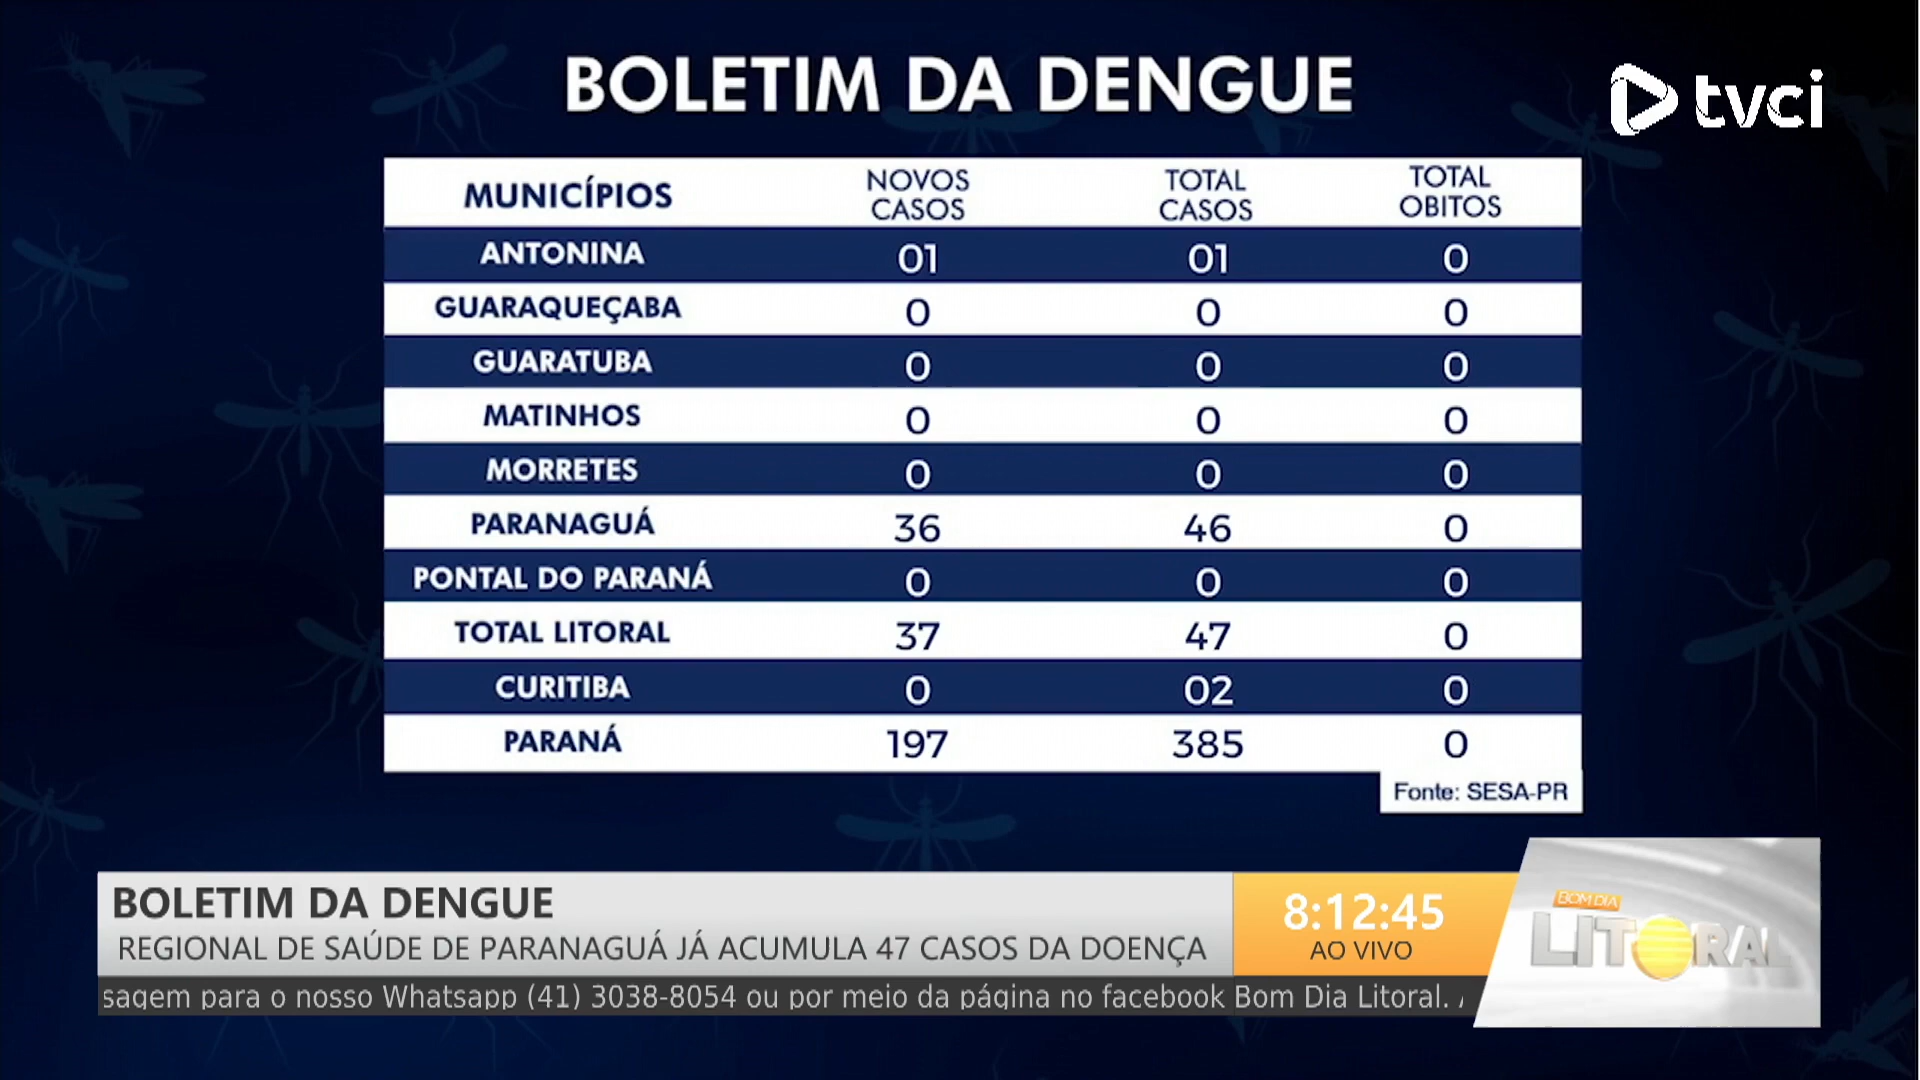 BOLETIM DA DENGUE
tvci
MUNICÍPIOS NOVOS CASOS TOTAL CASOS TOTAL OBITOS
ANTONINA 01 01 0
GUARAQUEÇABA 0 0 0
GUARATUBA 0 0 0
MATINHOS 0 0 0
MORRETES 0 0 0
PARANAGUÁ 36 46 0
PONTAL DO PARANÁ 0 0 0
TOTAL LITORAL 37 47 0
CURITIBA 0 02 0
PARANÁ 197 385 0
Fonte: SESA-PR
BOLETIM DA DENGUE
REGIONAL DE SAÚDE DE PARANAGUÁ JÁ ACUMULA 47 CASOS DA DOENÇA
8:12:45
AO VIVO
BOM DIA
LITORAL
sagem para o nosso Whatsapp (41) 3038-8054 ou por meio da página no facebook Bom Dia Litoral.